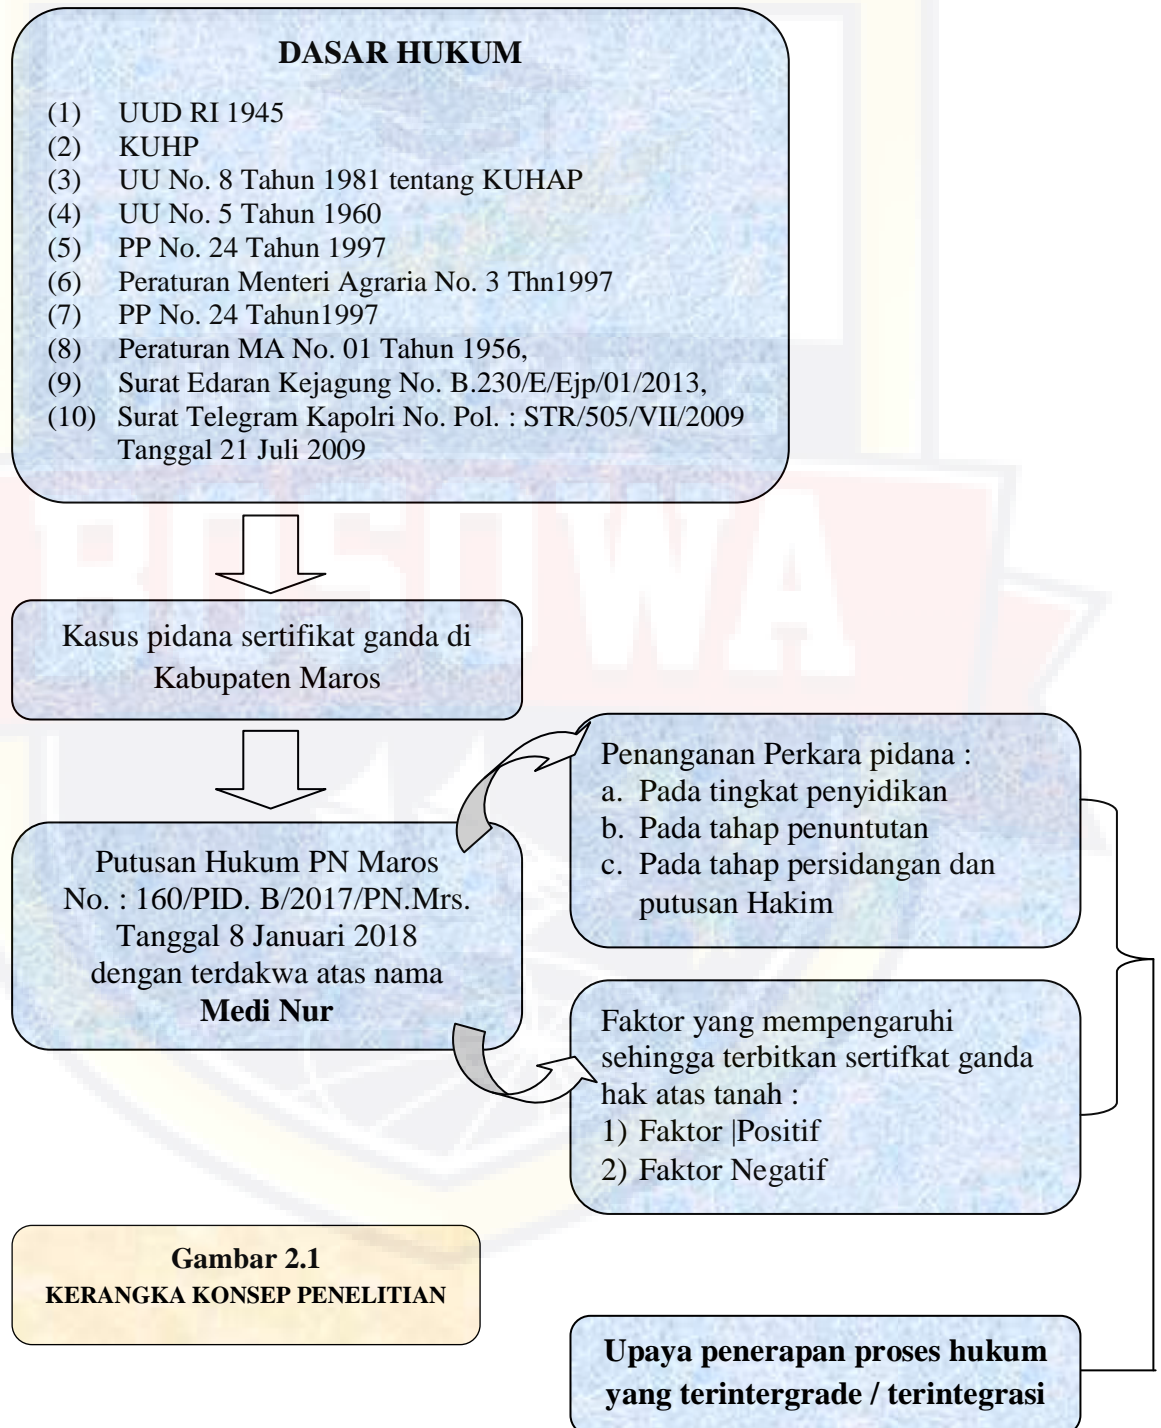 DASAR HUKUM
(1) UUD RI 1945
(2) KUHP
(3) UU No. 8 Tahun 1981 tentang KUHAP
(4) UU No. 5 Tahun 1960
(5) PP No. 24 Tahun 1997
(6) Peraturan Menteri Agraria No. 3 Thn1997
(7) PP No. 24 Tahun1997
(8) Peraturan MA No. 01 Tahun 1956,
(9) Surat Edaran Kejagung No. B.230/E/Ejp/01/2013,
(10) Surat Telegram Kapolri No. Pol. : STR/505/VII/2009
Tanggal 21 Juli 2009
BOSOWA
Kasus pidana sertifikat ganda di
Kabupaten Maros
Putusan Hukum PN Maros
No. : 160/PID. B/2017/PN.Mrs.
Tanggal 8 Januari 2018
dengan terdakwa atas nama
Medi Nur
Penanganan Perkara pidana :
a. Pada tingkat penyidikan
b. Pada tahap penuntutan
c. Pada tahap persidangan dan
putusan Hakim
Faktor yang mempengaruhi
sehingga terbitkan sertifkat ganda
hak atas tanah :
1) Faktor |Positif
2) Faktor Negatif
Gambar 2.1
KERANGKA KONSEP PENELITIAN
Upaya penerapan proses hukum
yang terintergrade / terintegrasi